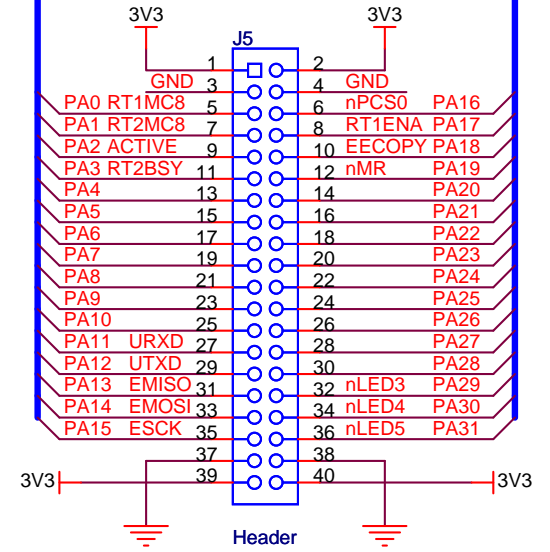 3V3 3V3
J5
1 2
GND 3 4 GND
PA0 RT1MC8 5 6 nPCS0 PA16
PA1 RT2MC8 7 8 RT1ENA PA17
PA2 ACTIVE 9 10 EECOPY PA18
PA3 RT2BSY 11 12 nMR PA19
PA4 13 14 PA20
PA5 15 16 PA21
PA6 17 18 PA22
PA7 19 20 PA23
PA8 21 22 PA24
PA9 23 24 PA25
PA10 25 26 PA26
PA11 URXD 27 28 PA27
PA12 UTXD 29 30 PA28
PA13 EMISO 31 32 nLED3 PA29
PA14 EMOSI 33 34 nLED4 PA30
PA15 ESCK 35 36 nLED5 PA31
37 38
3V3 39 40 3V3
Header